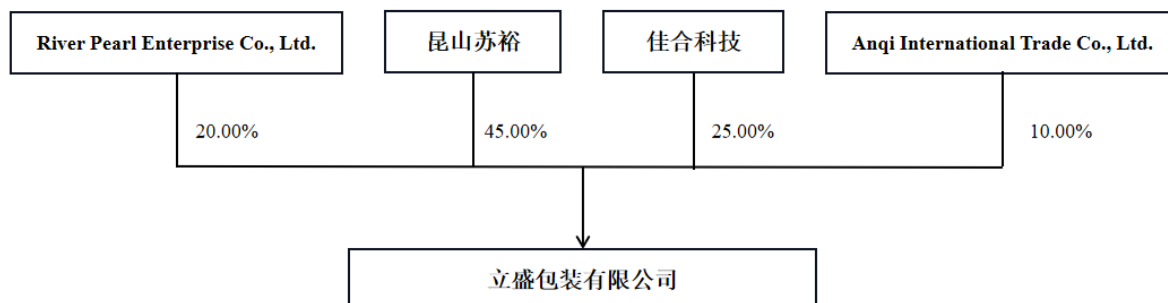 River Pearl Enterprise Co., Ltd.
昆山苏裕
佳合科技
Anqi International Trade Co., Ltd.
20.00%
45.00%
25.00%
10.00%
立盛包装有限公司